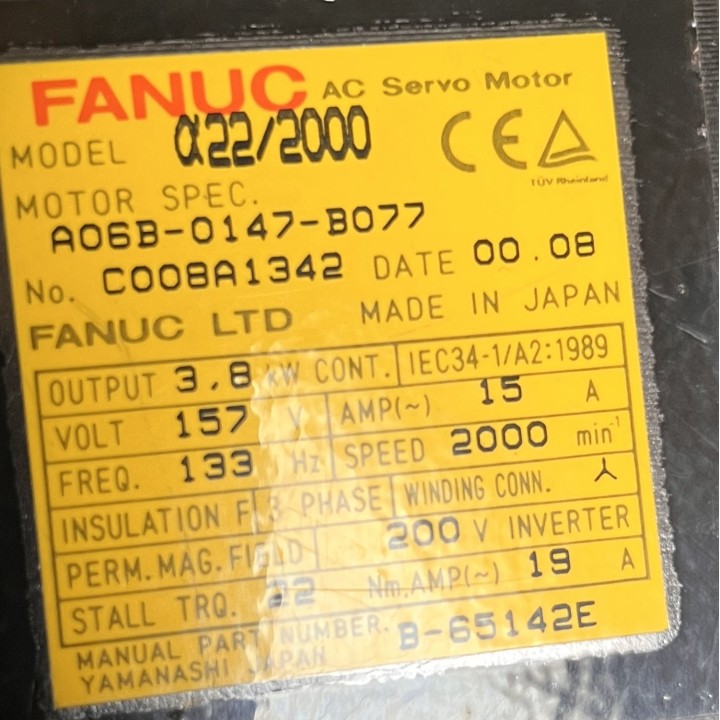 FANUC AC Servo Motor
MODEL α22/2000
CE
TÜV Rheinland
MOTOR SPEC.
A06B-0147-B077
No. C008A1342 DATE 00.08
FANUC LTD MADE IN JAPAN
OUTPUT 3,8 kW CONT. IEC34-1/A2:1989
VOLT 157 V AMP(~) 15 A
FREQ. 133 Hz SPEED 2000 min⁻¹
INSULATION F 3 PHASE WINDING CONN. ⅄
PERM.MAG.FIELD 200 V INVERTER
STALL TRQ. 22 Nm.AMP(~) 19 A
MANUAL PART NUMBER. B-65142E
YAMANASHI JAPAN